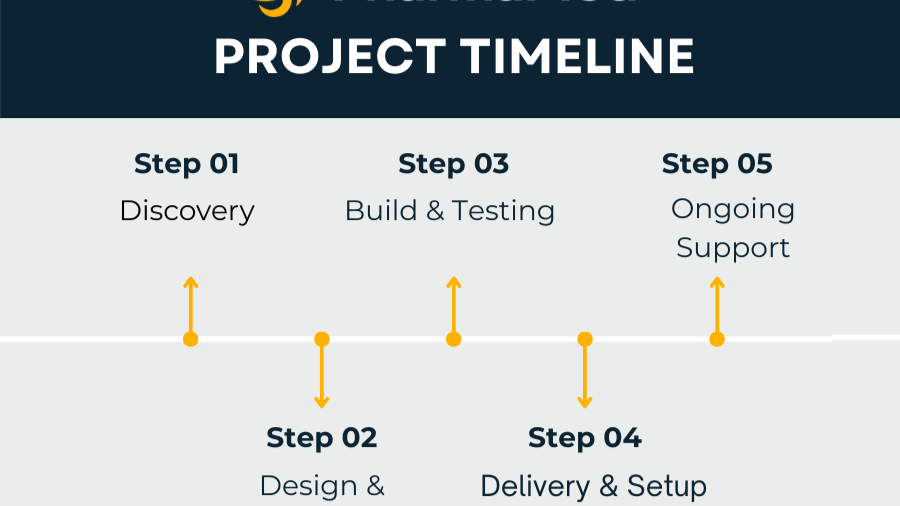 PROJECT TIMELINE
Step 01
Discovery
Step 03
Build & Testing
Step 05
Ongoing
Support
Step 02
Design &
Step 04
Delivery & Setup